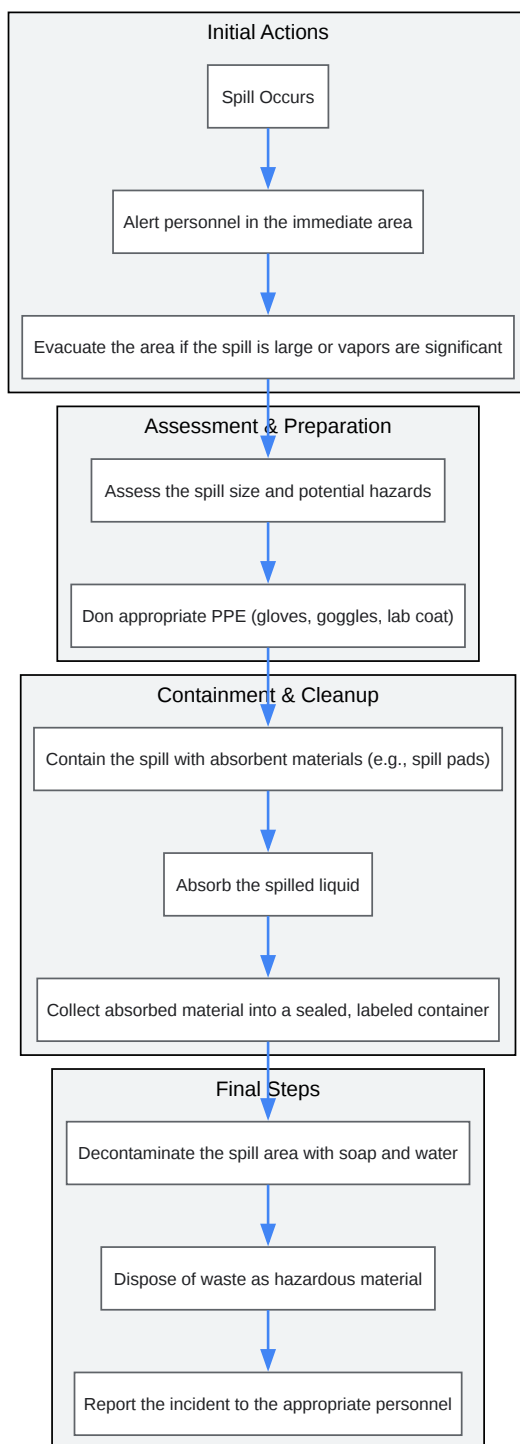 Initial Actions
Spill Occurs
Alert personnel in the immediate area
Evacuate the area if the spill is large or vapors are significant
Assessment & Preparation
Assess the spill size and potential hazards
Don appropriate PPE (gloves, goggles, lab coat)
Containment & Cleanup
Contain the spill with absorbent materials (e.g., spill pads)
Absorb the spilled liquid
Collect absorbed material into a sealed, labeled container
Final Steps
Decontaminate the spill area with soap and water
Dispose of waste as hazardous material
Report the incident to the appropriate personnel